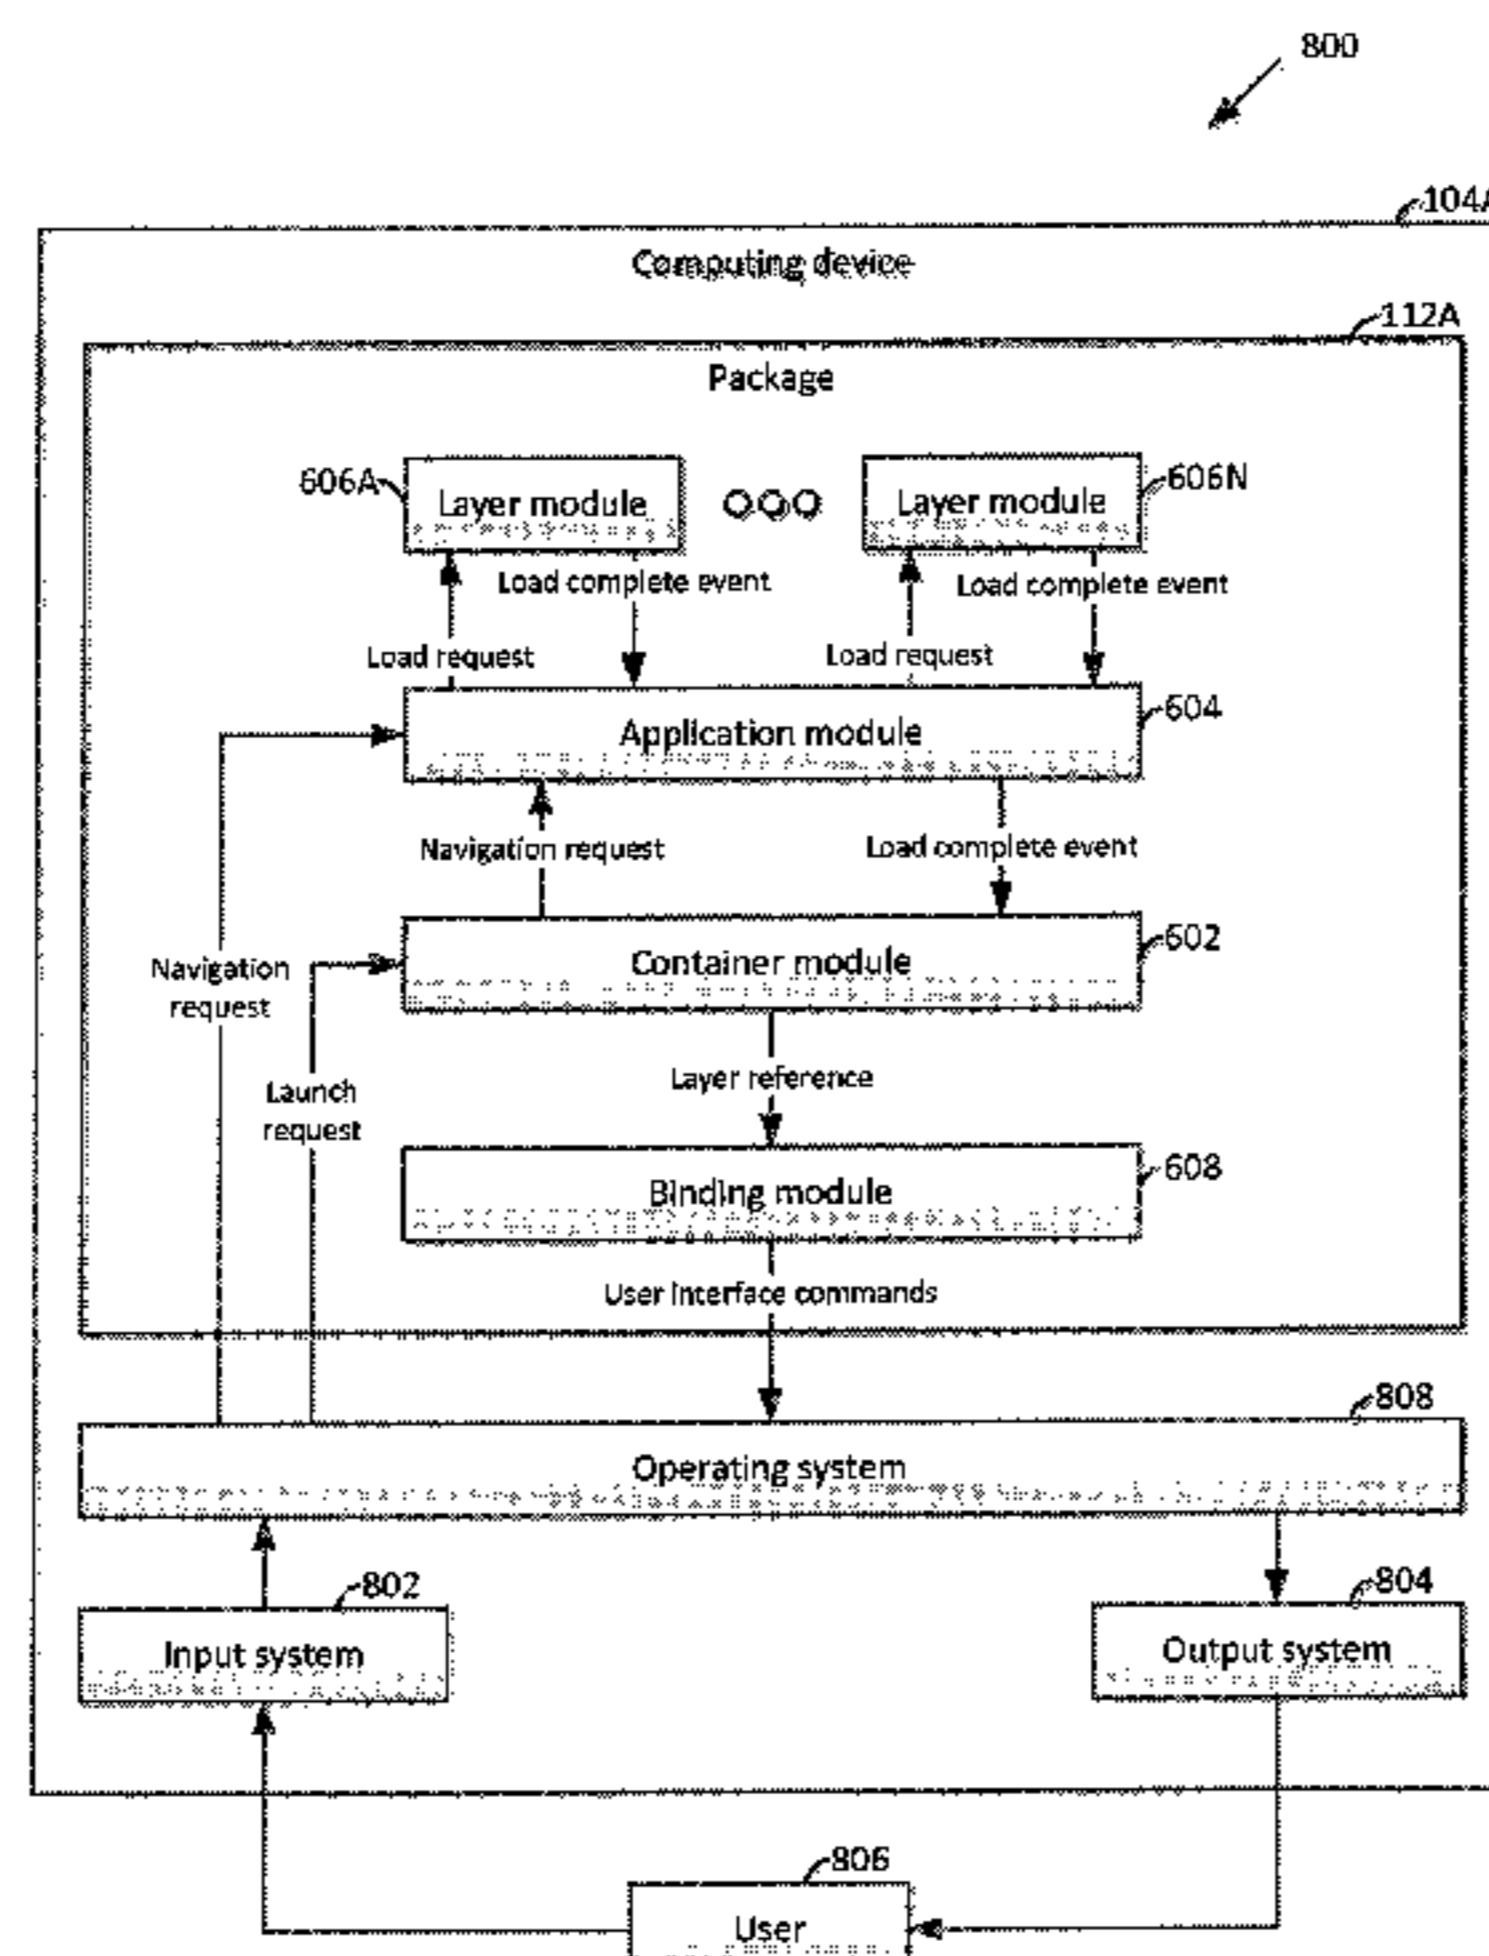 800
104A
Computing device
112A
Package
606A
Layer module
Layer module
606N
Load complete event
Load complete event
Load request
Load request
604
Application module
Navigation request
Load complete event
602
Container module
Navigation
request
Layer reference
Launch
request
608
Binding module
User interface commands
808
Operating system
802
804
Input system
Output system
806
User